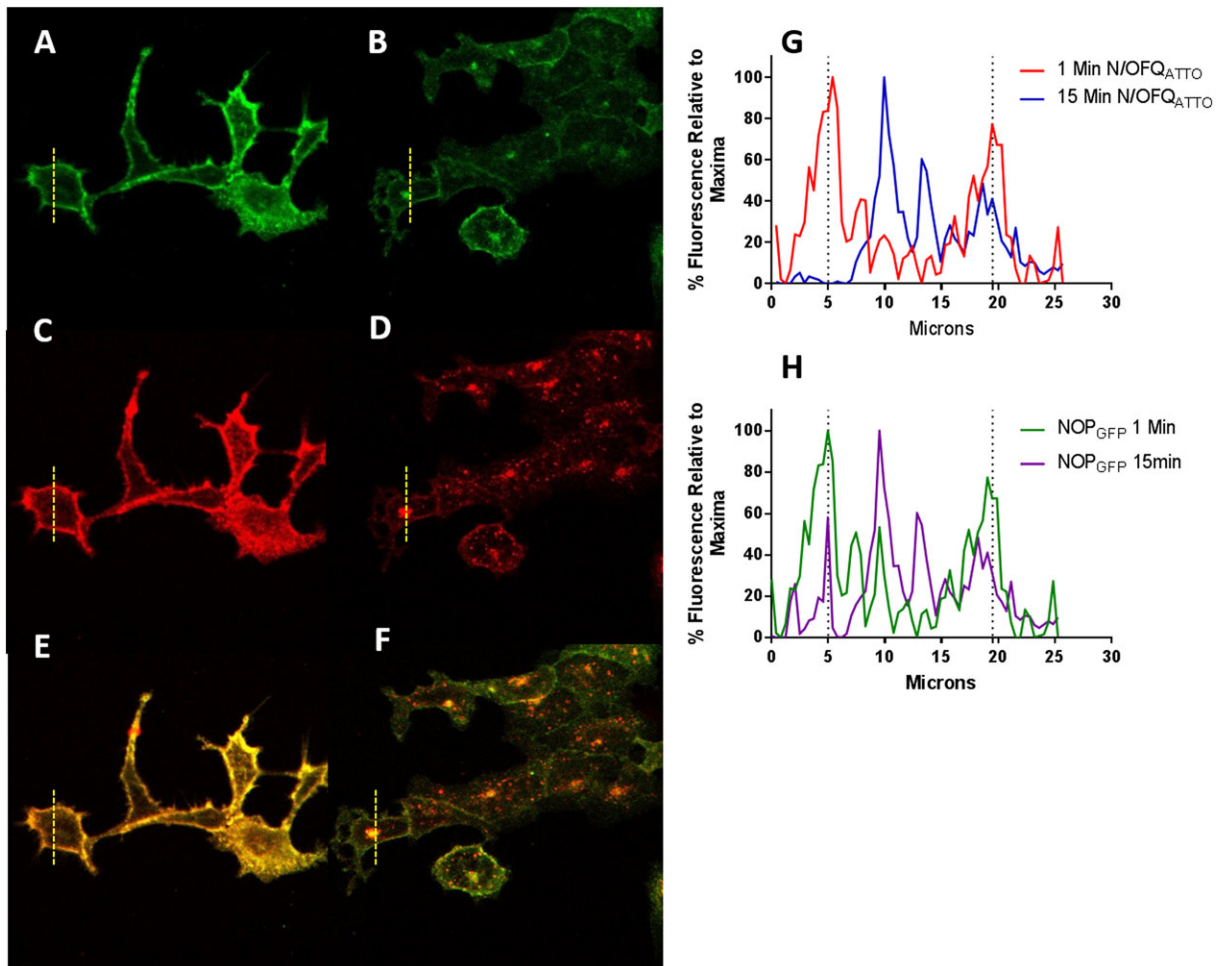 A
B
C
D
E
F
G
1 Min N/OFQATTO
15 Min N/OFQATTO
% Fluorescence Relative to
Maxima
100
80
60
40
20
0
0 5 10 15 20 25 30
Microns
H
NOPGFP 1 Min
NOPGFP 15min
% Fluorescence Relative to
Maxima
100
80
60
40
20
0
0 5 10 15 20 25 30
Microns